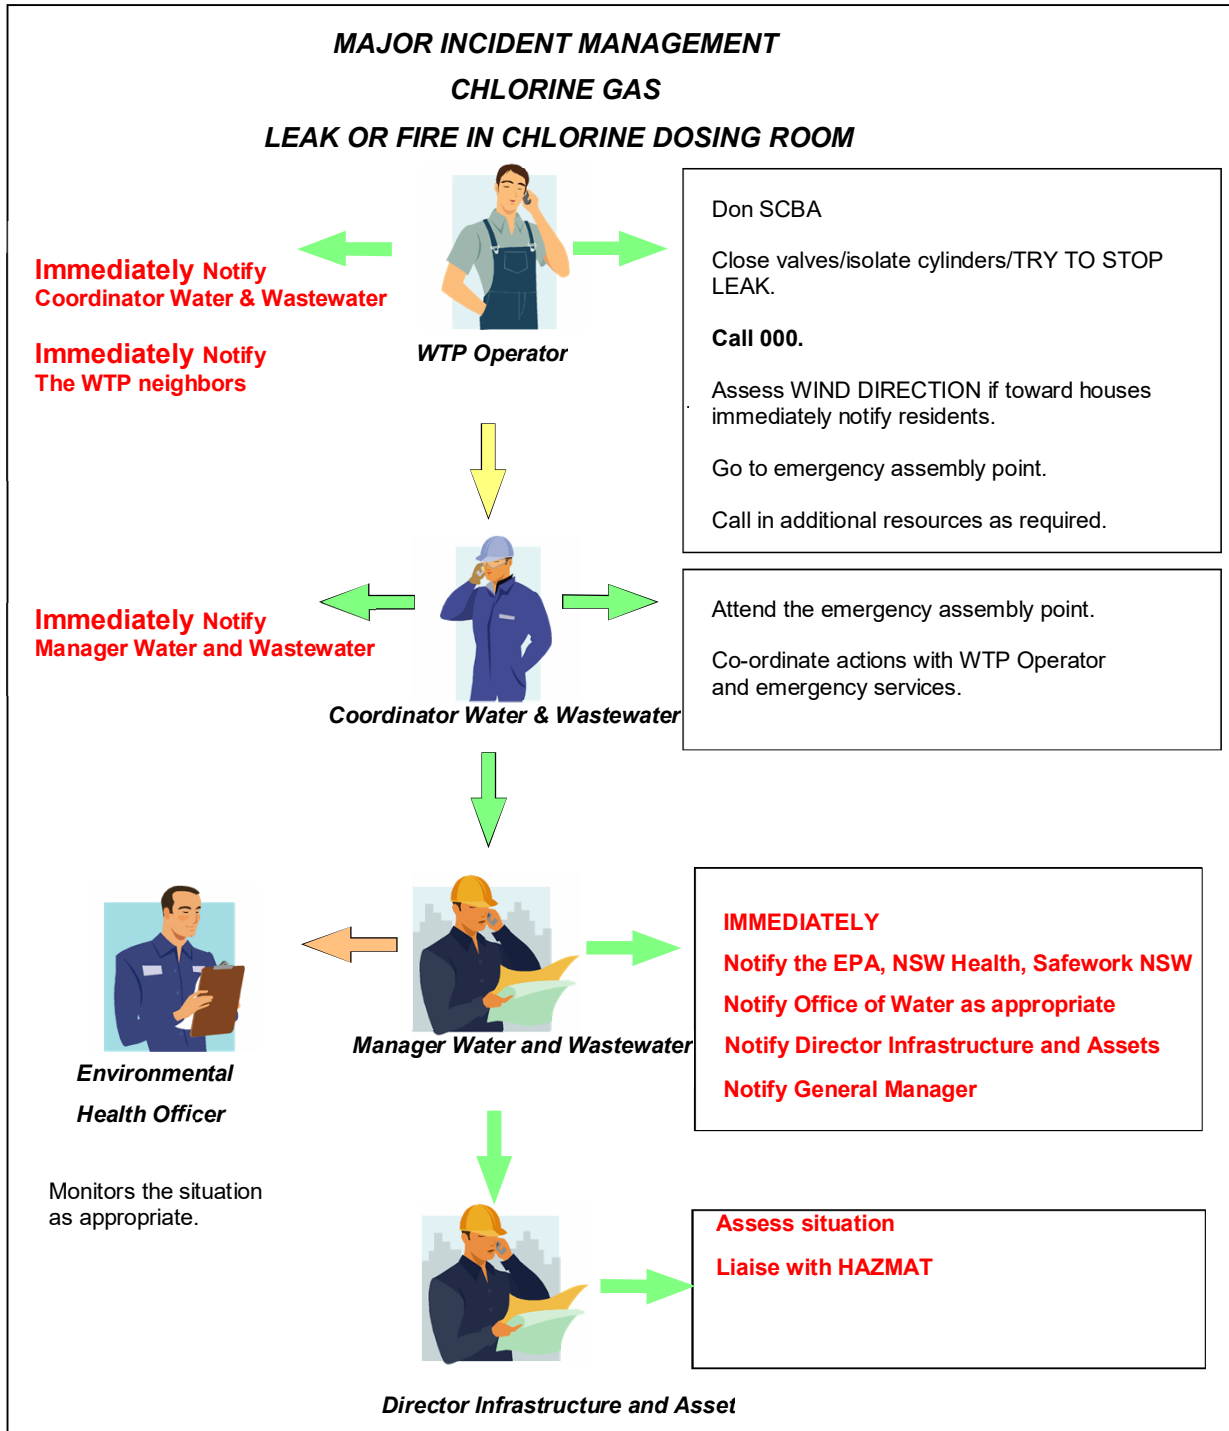 MAJOR INCIDENT MANAGEMENT
CHLORINE GAS
LEAK OR FIRE IN CHLORINE DOSING ROOM
Immediately Notify
Coordinator Water & Wastewater
Immediately Notify
The WTP neighbors
WTP Operator
Don SCBA
Close valves/isolate cylinders/TRY TO STOP
LEAK.
Call 000.
Assess WIND DIRECTION if toward houses
immediately notify residents.
Go to emergency assembly point.
Call in additional resources as required.
.
Immediately Notify
Manager Water and Wastewater
Coordinator Water & Wastewater
Attend the emergency assembly point.
Co-ordinate actions with WTP Operator
and emergency services.
Environmental
Health Officer
Monitors the situation
as appropriate.
Manager Water and Wastewater
IMMEDIATELY
Notify the EPA, NSW Health, Safework NSW
Notify Office of Water as appropriate
Notify Director Infrastructure and Assets
Notify General Manager
Assess situation
Liaise with HAZMAT
Director Infrastructure and Asset